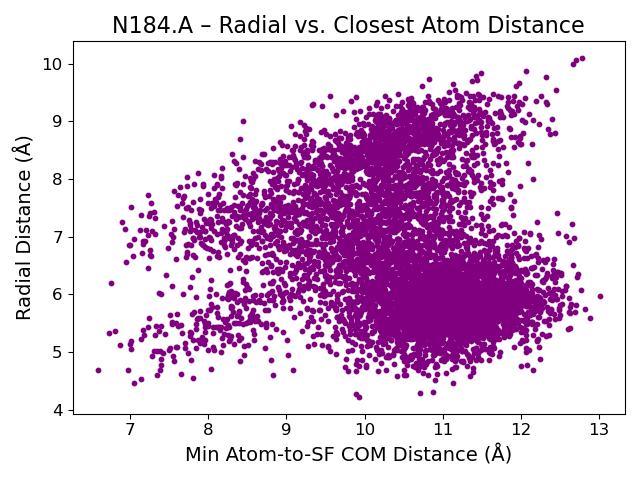 N184.A – Radial vs. Closest Atom Distance
Radial Distance (Å)
10
9
8
7
6
5
4
7 8 9 10 11 12 13
Min Atom-to-SF COM Distance (Å)